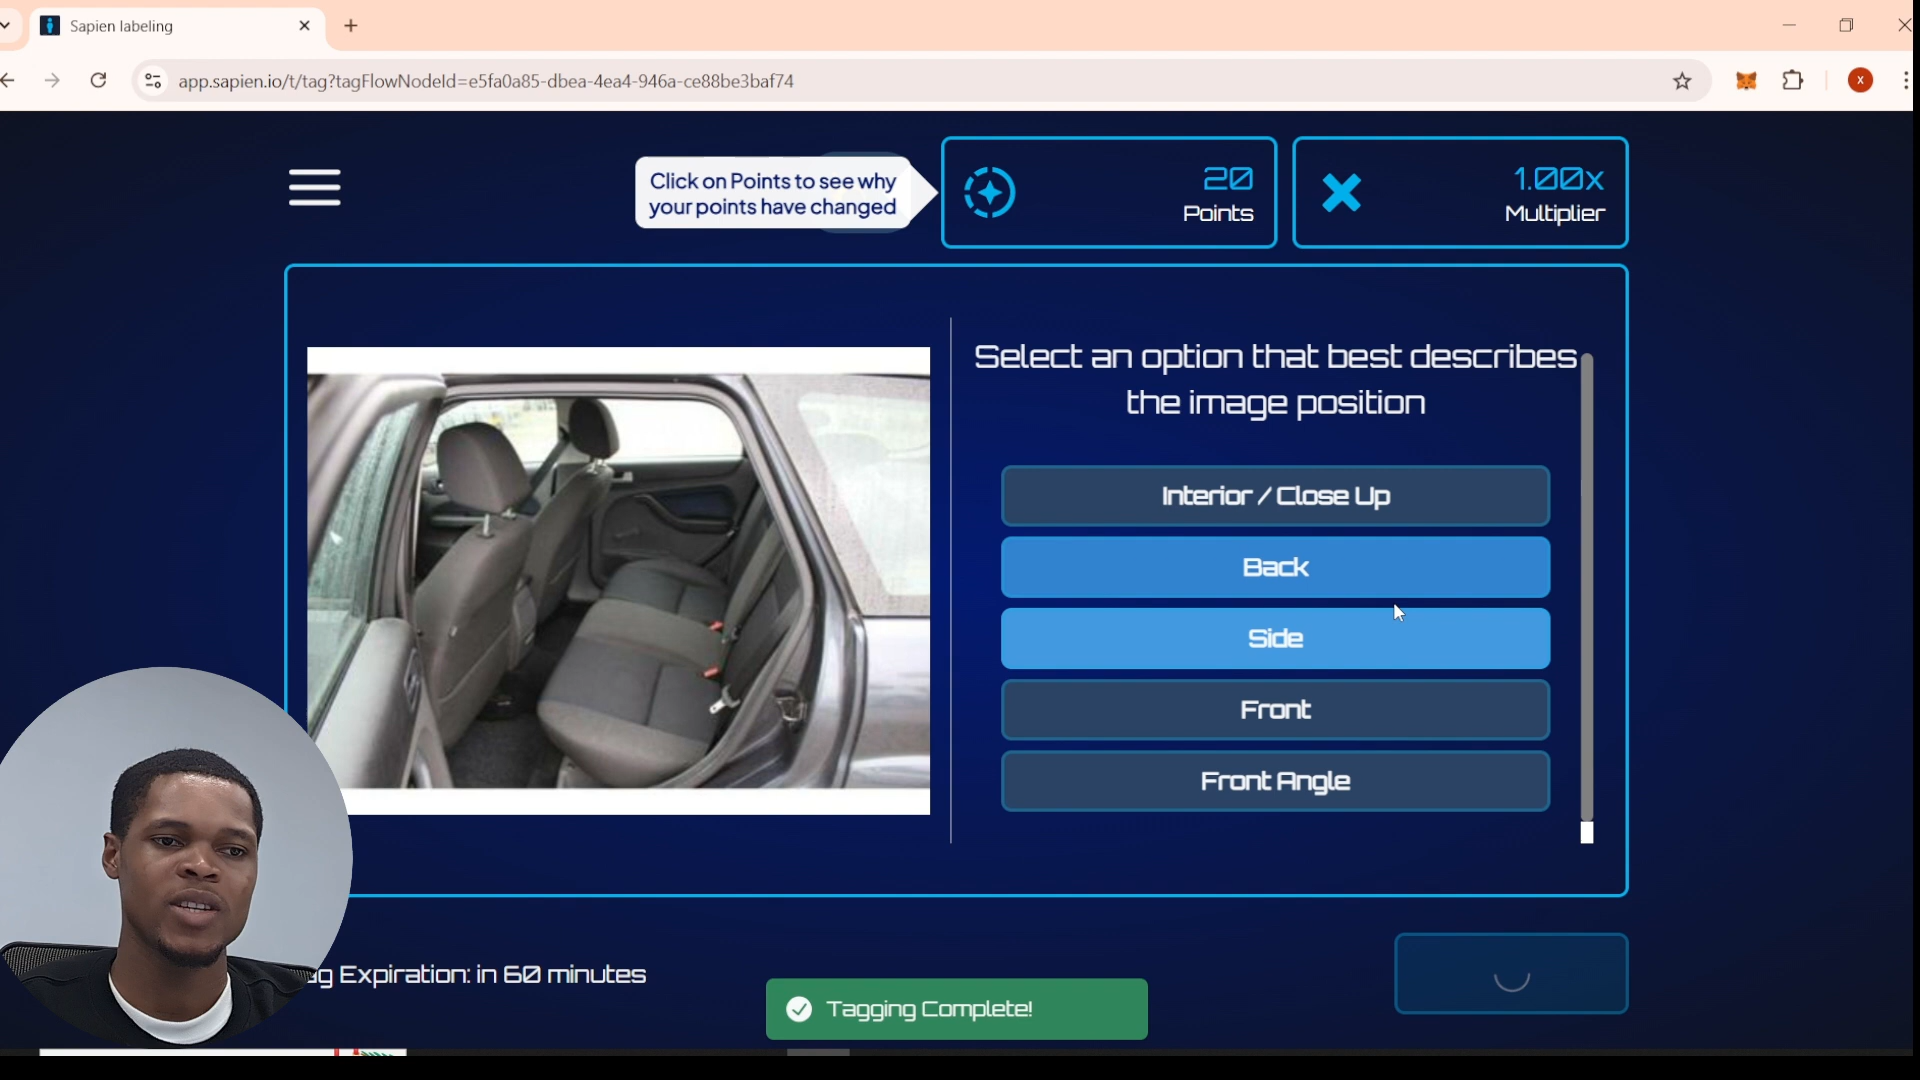 Sapien labeling
app.sapien.io/t/tag?tagFlowNodeId=e5fa0a85-dbea-4ea4-946a-ce88be3baf74
X
Click on Points to see why
your points have changed
20
Points
1.00x
Multiplier
Select an option that best describes
the image position
Interior / Close Up
Back
Side
Front
Front Angle
Expiration: in 60 minutes
Tagging Complete!